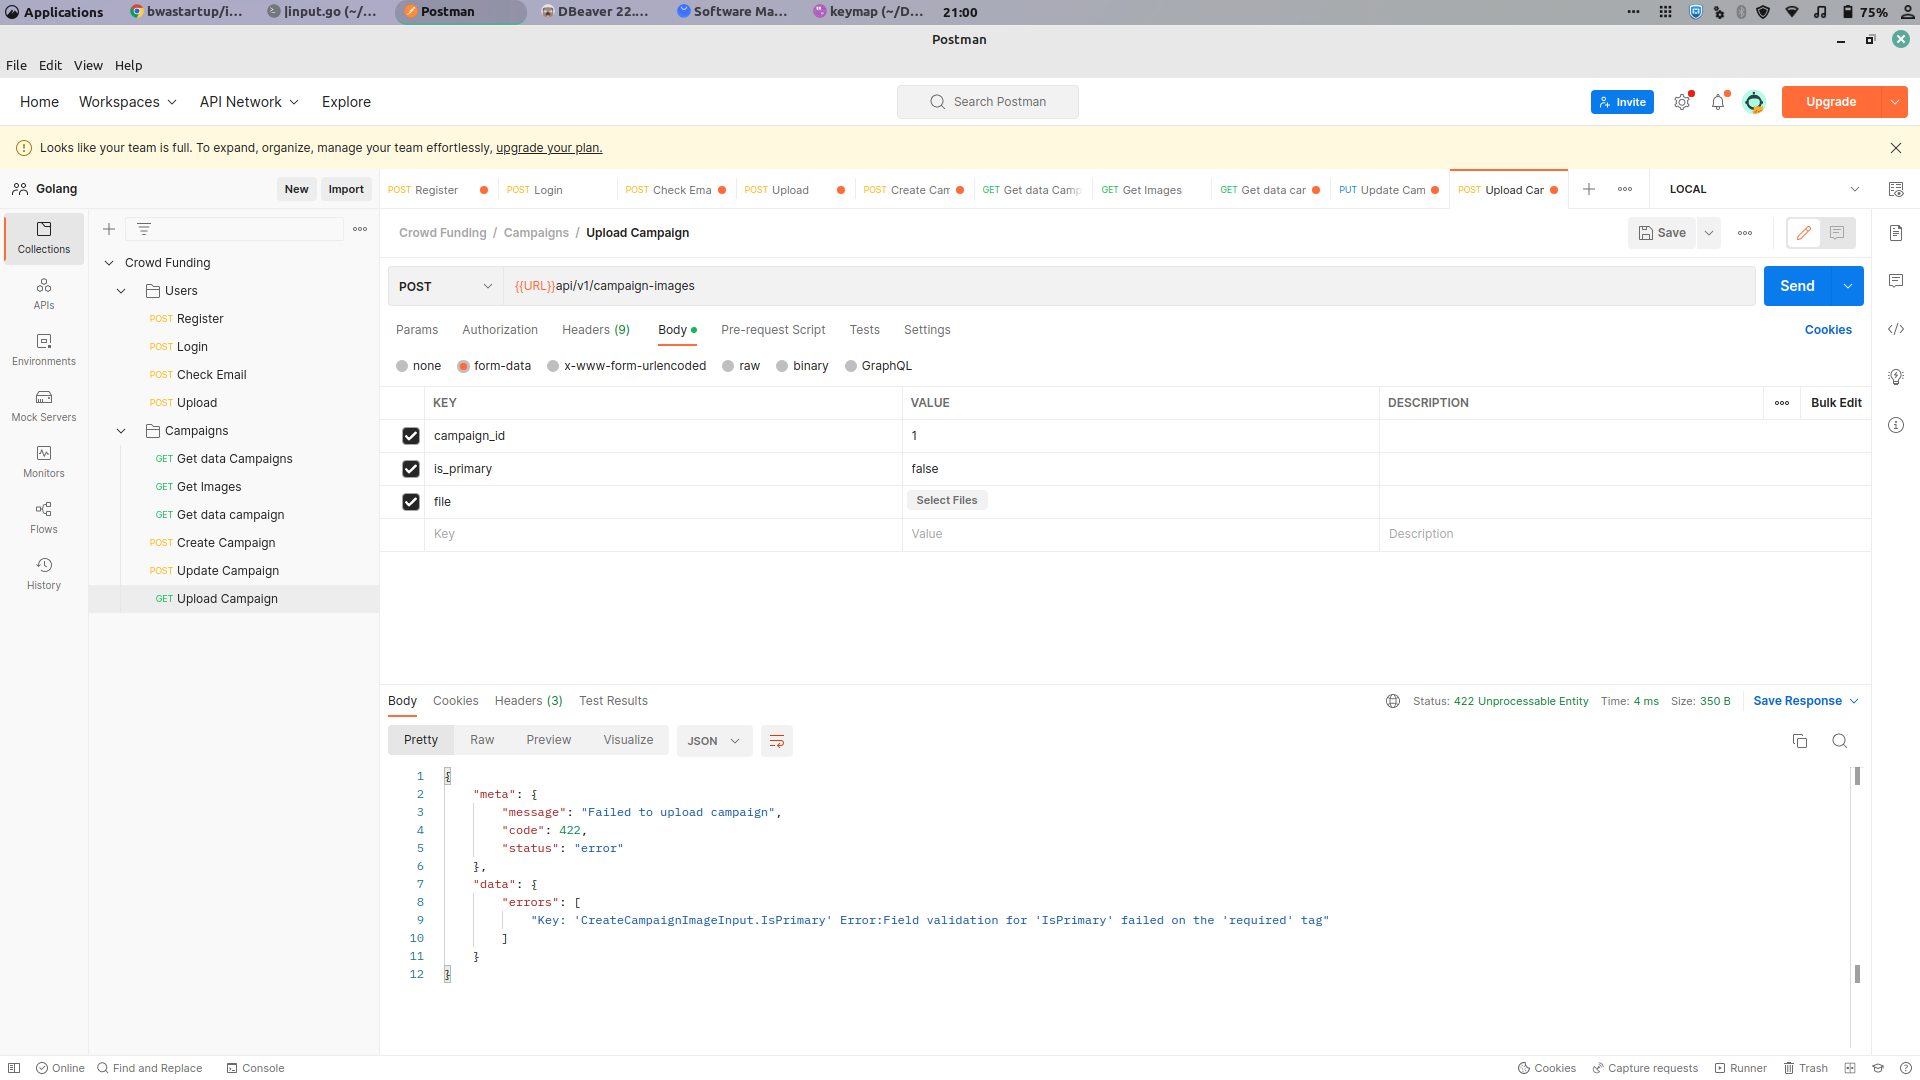 Applications
bwastartup/i...
|input.go (~/...
Postman
DBeaver 22....
Software Ma...
keymap (~/D...
21:00
75%
Postman
File Edit View Help
Home Workspaces API Network Explore
Search Postman
Invite
Upgrade
Looks like your team is full. To expand, organize, manage your team effortlessly, upgrade your plan.
Golang
New
Import
POST Register
POST Login
POST Check Ema
POST Upload
POST Create Cam
GET Get data Camp
GET Get Images
GET Get data car
PUT Update Cam
POST Upload Car
LOCAL
Collections
APIs
Environments
Mock Servers
Monitors
Flows
History
Crowd Funding
Users
POST Register
POST Login
POST Check Email
POST Upload
Campaigns
GET Get data Campaigns
GET Get Images
GET Get data campaign
POST Create Campaign
POST Update Campaign
GET Upload Campaign
Crowd Funding / Campaigns / Upload Campaign
Save
POST
{{URL}}api/v1/campaign-images
Send
Params Authorization Headers (9) Body Pre-request Script Tests Settings
Cookies
none form-data x-www-form-urlencoded raw binary GraphQL
KEY VALUE DESCRIPTION
Bulk Edit
campaign_id 1
is_primary false
file Select Files
Key Value Description
Body Cookies Headers (3) Test Results
Status: 422 Unprocessable Entity Time: 4 ms Size: 350 B
Save Response
Pretty Raw Preview Visualize JSON
1 {
2 "meta": {
3 "message": "Failed to upload campaign",
4 "code": 422,
5 "status": "error"
6 },
7 "data": {
8 "errors": [
9 "Key: 'CreateCampaignImageInput.IsPrimary' Error:Field validation for 'IsPrimary' failed on the 'required' tag"
10 ]
11 }
12 }
Online
Find and Replace
Console
Cookies
Capture requests
Runner
Trash